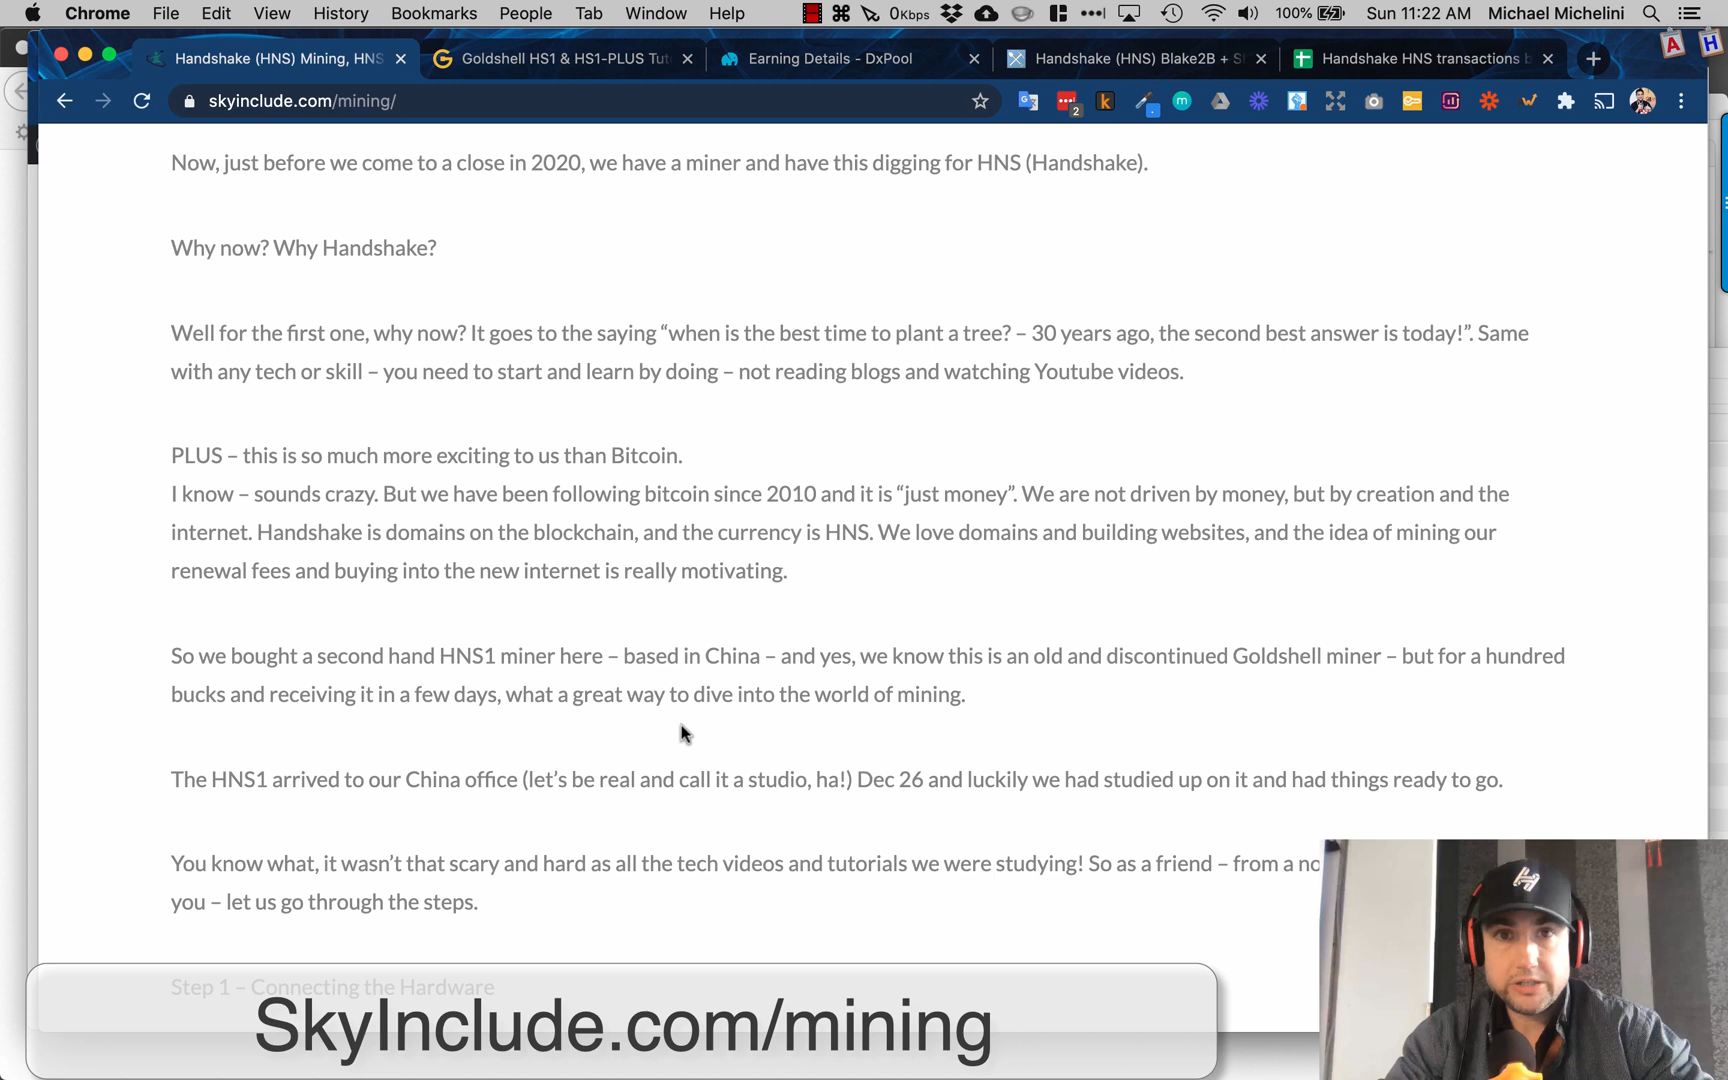 Chrome File Edit View History Bookmarks People Tab Window Help 0Kbps 100% Sun 11:22 AM Michael Michelini
Handshake (HNS) Mining, HNS Goldshell HS1 & HS1-PLUS Tut Earning Details - DxPool Handshake (HNS) Blake2B + S Handshake HNS transactions b
skyinclude.com/mining/
Now, just before we come to a close in 2020, we have a miner and have this digging for HNS (Handshake).
Why now? Why Handshake?
Well for the first one, why now? It goes to the saying “when is the best time to plant a tree? – 30 years ago, the second best answer is today!”. Same
with any tech or skill – you need to start and learn by doing – not reading blogs and watching Youtube videos.
PLUS – this is so much more exciting to us than Bitcoin.
I know – sounds crazy. But we have been following bitcoin since 2010 and it is “just money”. We are not driven by money, but by creation and the
internet. Handshake is domains on the blockchain, and the currency is HNS. We love domains and building websites, and the idea of mining our
renewal fees and buying into the new internet is really motivating.
So we bought a second hand HNS1 miner here – based in China – and yes, we know this is an old and discontinued Goldshell miner – but for a hundred
bucks and receiving it in a few days, what a great way to dive into the world of mining.
The HNS1 arrived to our China office (let’s be real and call it a studio, ha!) Dec 26 and luckily we had studied up on it and had things ready to go.
You know what, it wasn’t that scary and hard as all the tech videos and tutorials we were studying! So as a friend – from a no
you – let us go through the steps.
Step 1 – Connecting the Hardware
SkyInclude.com/mining